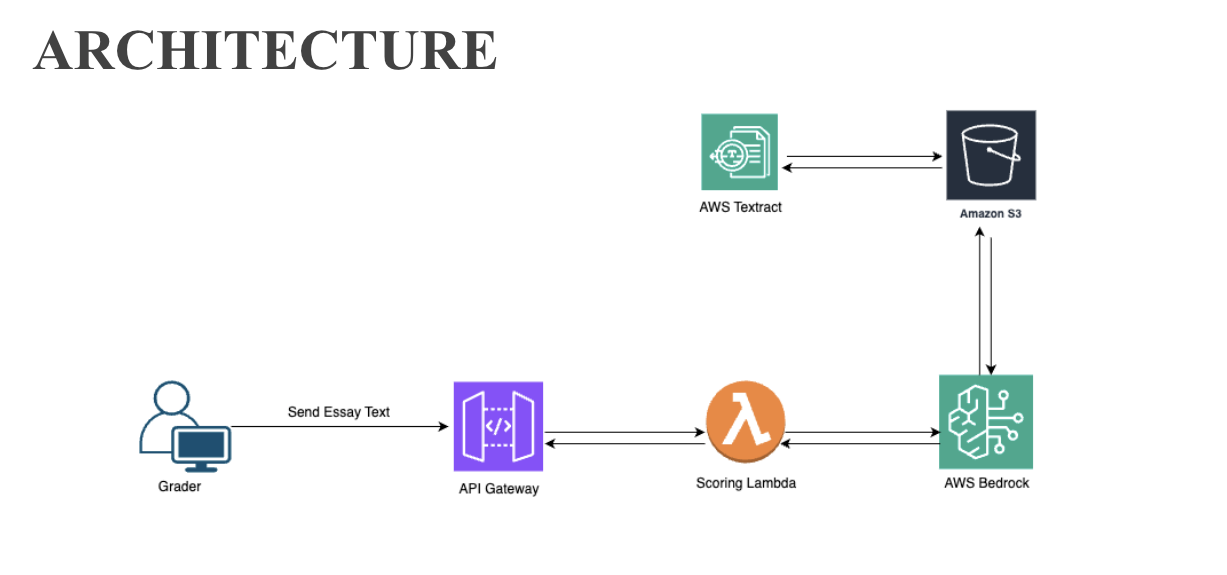 ARCHITECTURE
AWS Textract
Amazon S3
Send Essay Text
Grader
API Gateway
Scoring Lambda
AWS Bedrock